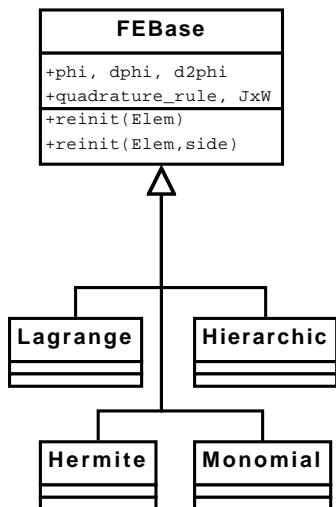 FEBase
+phi, dphi, d2phi
+quadrature_rule, JxW
+reinit(Elem)
+reinit(Elem,side)
Lagrange
Hierarchic
Hermite
Monomial